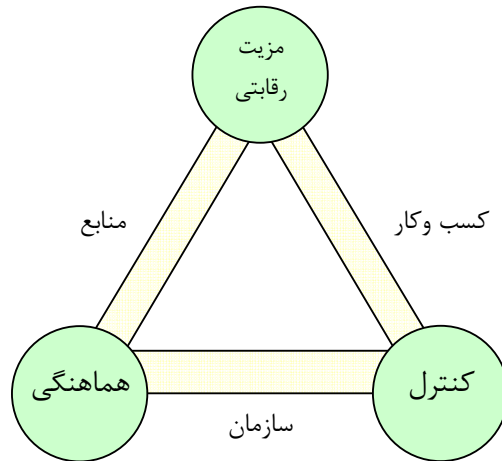 مزیت
رقابتی
کسب وکار
منابع
کنترل
هماهنگی
سازمان